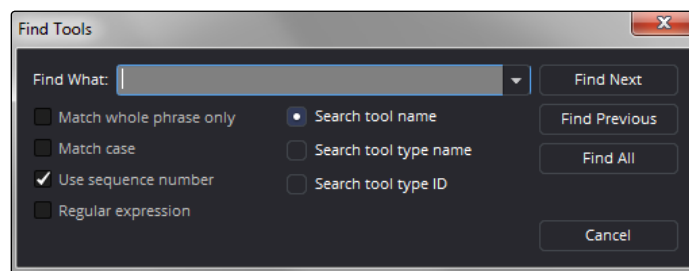 Find Tools
Find What:
Find Next
Match whole phrase only
Search tool name
Find Previous
Match case
Search tool type name
Find All
Use sequence number
Search tool type ID
Regular expression
Cancel